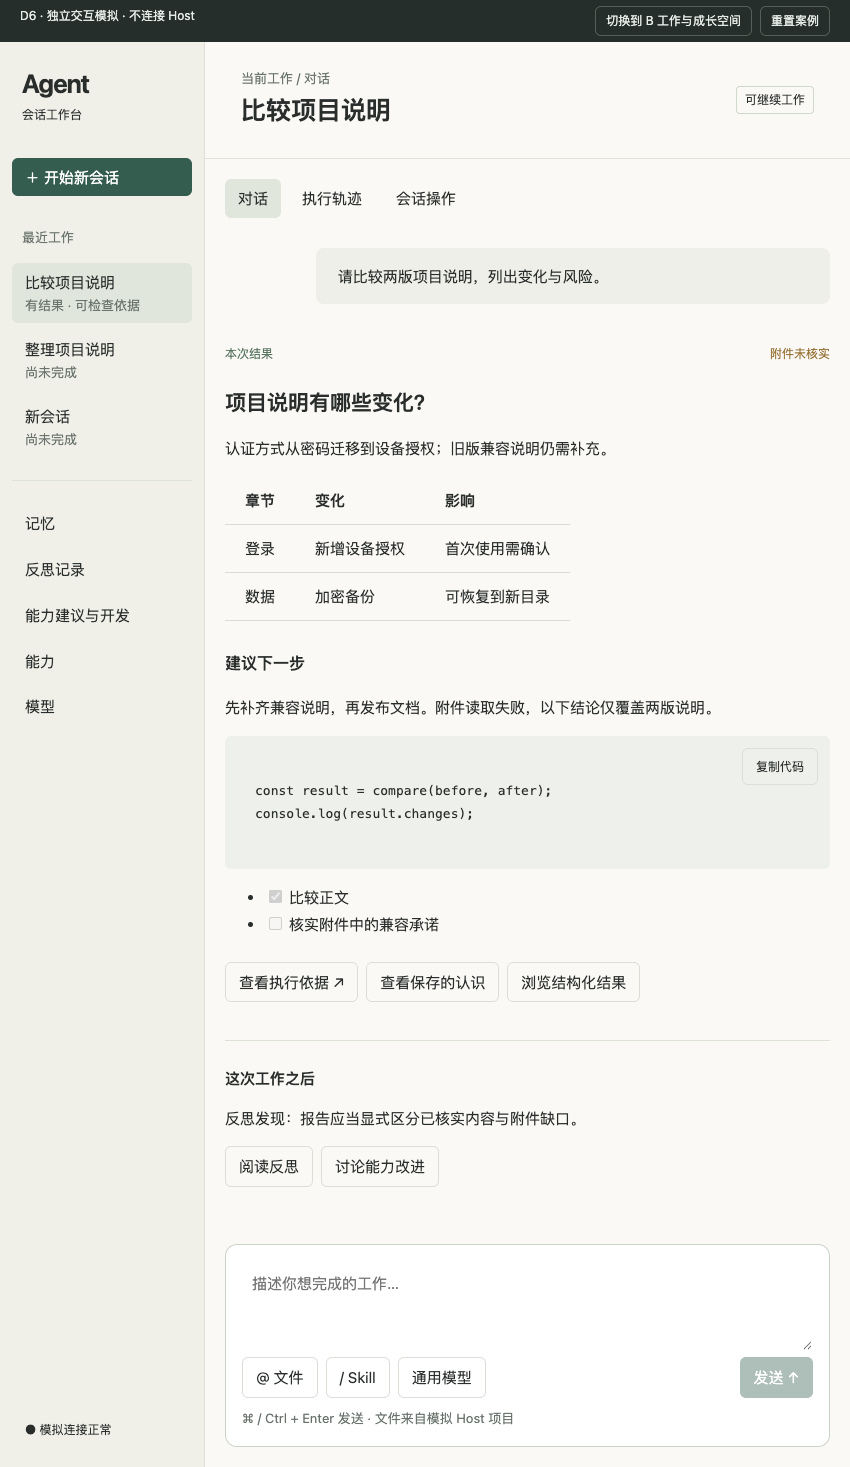 D6 · 独立交互模拟 · 不连接 Host
切换到 B 工作与成长空间
重置案例
Agent
会话工作台
＋ 开始新会话
最近工作
比较项目说明
有结果 · 可检查依据
整理项目说明
尚未完成
新会话
尚未完成
记忆
反思记录
能力建议与开发
能力
模型
● 模拟连接正常
当前工作 / 对话
比较项目说明
可继续工作
对话 执行轨迹 会话操作
请比较两版项目说明，列出变化与风险。
本次结果
附件未核实
项目说明有哪些变化？
认证方式从密码迁移到设备授权；旧版兼容说明仍需补充。
章节 变化 影响
登录 新增设备授权 首次使用需确认
数据 加密备份 可恢复到新目录
建议下一步
先补齐兼容说明，再发布文档。附件读取失败，以下结论仅覆盖两版说明。
复制代码
const result = compare(before, after);
console.log(result.changes);
比较正文
核实附件中的兼容承诺
查看执行依据 ↗ 查看保存的认识 浏览结构化结果
这次工作之后
反思发现：报告应当显式区分已核实内容与附件缺口。
阅读反思 讨论能力改进
描述你想完成的工作…
@ 文件 / Skill 通用模型 发送 ↑
⌘ / Ctrl + Enter 发送 · 文件来自模拟 Host 项目